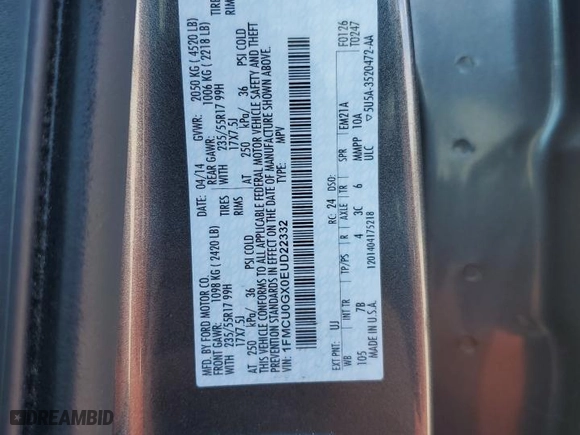 MFD. BY FORD MOTOR CO.
DATE: 04/14 GVWR: 2050 KG ( 4520 LB)
FRONT GAWR: 1098 KG ( 2420 LB) REAR GAWR: 1006 KG ( 2218 LB)
WITH 235/55R17 99H TIRES WITH 235/55R17 99H TIRES
17X7.5J RIMS 17X7.5J RIMS
AT 250 kPa/ 36 PSI COLD AT 250 kPa/ 36 PSI COLD
THIS VEHICLE CONFORMS TO ALL APPLICABLE FEDERAL MOTOR VEHICLE SAFETY AND THEFT
PREVENTION STANDARDS IN EFFECT ON THE DATE OF MANUFACTURE SHOWN ABOVE.
VIN: 1FMCU0GX0EUD22332
TYPE: MPV
F0126
T0247
EXT PNT: UJ RC: 24 DSO:
WB INT TR TP/PS R AXLE TR SPR EM21A
105 7B 4 3C 6 MMPP 10A
MADE IN U.S.A. ULC
1201404175218
▽5U5A-3520472-AA
DREAMBID